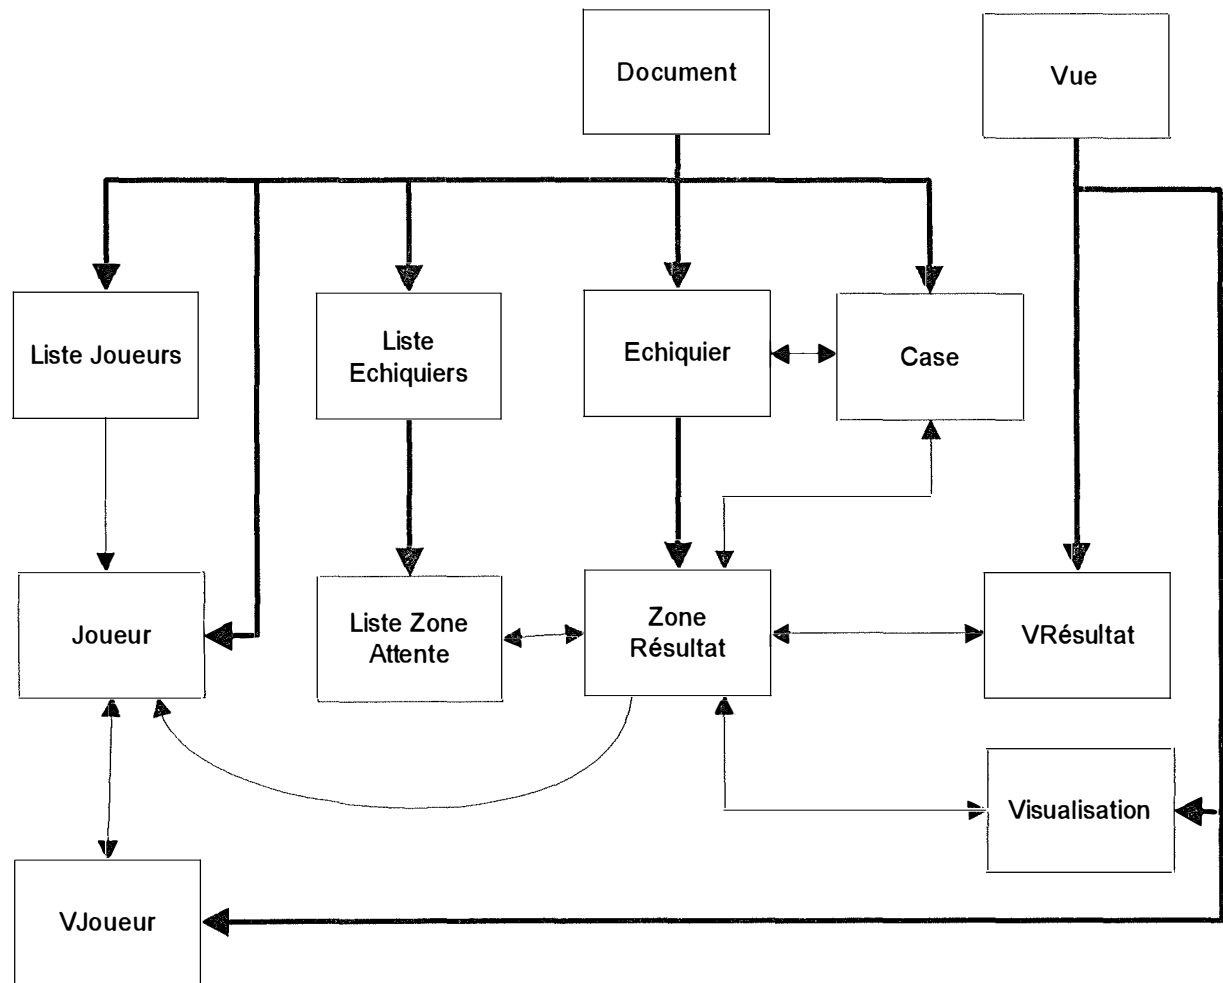 Document
Vue
Liste Joueurs
Liste
Echiquiers
Echiquier
Case
Joueur
Liste Zone
Attente
Zone
Résultat
VRésultat
Visualisation
VJoueur